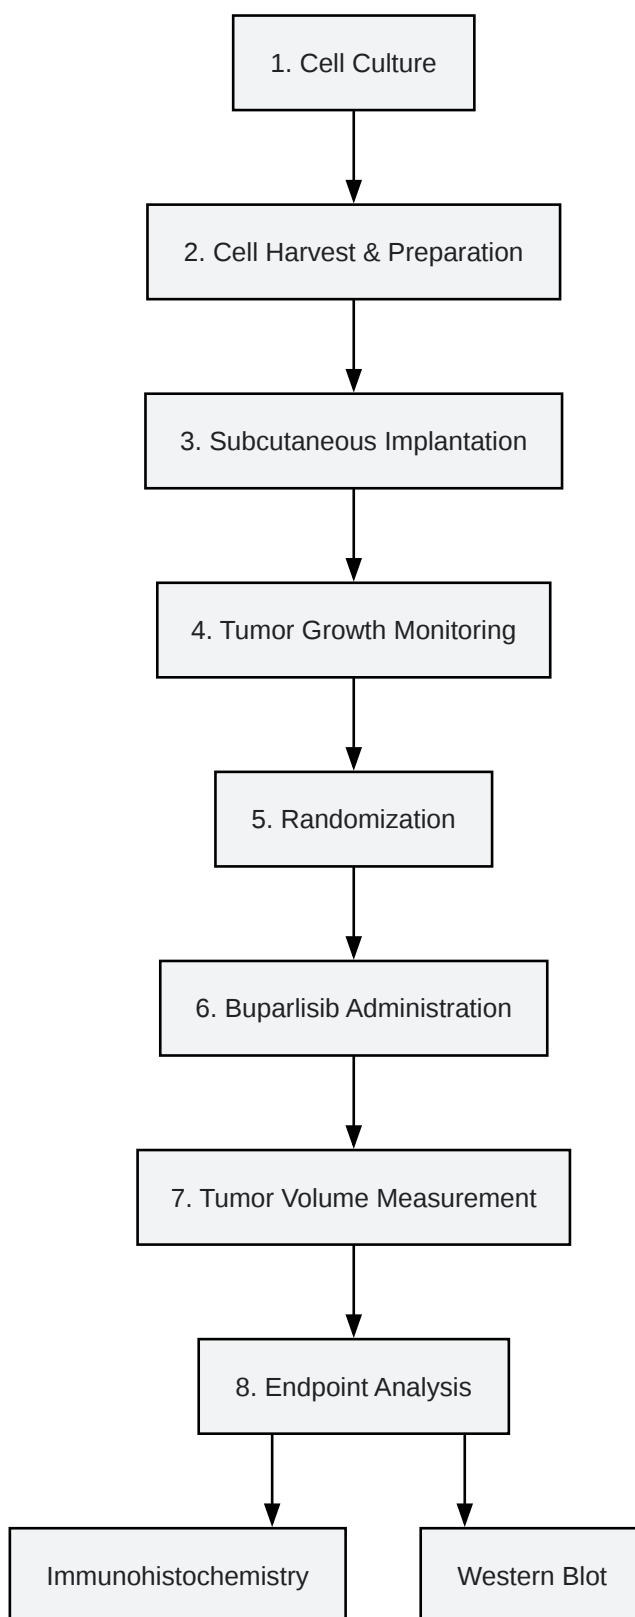 1. Cell Culture
2. Cell Harvest & Preparation
3. Subcutaneous Implantation
4. Tumor Growth Monitoring
5. Randomization
6. Buparlisib Administration
7. Tumor Volume Measurement
8. Endpoint Analysis
Immunohistochemistry
Western Blot